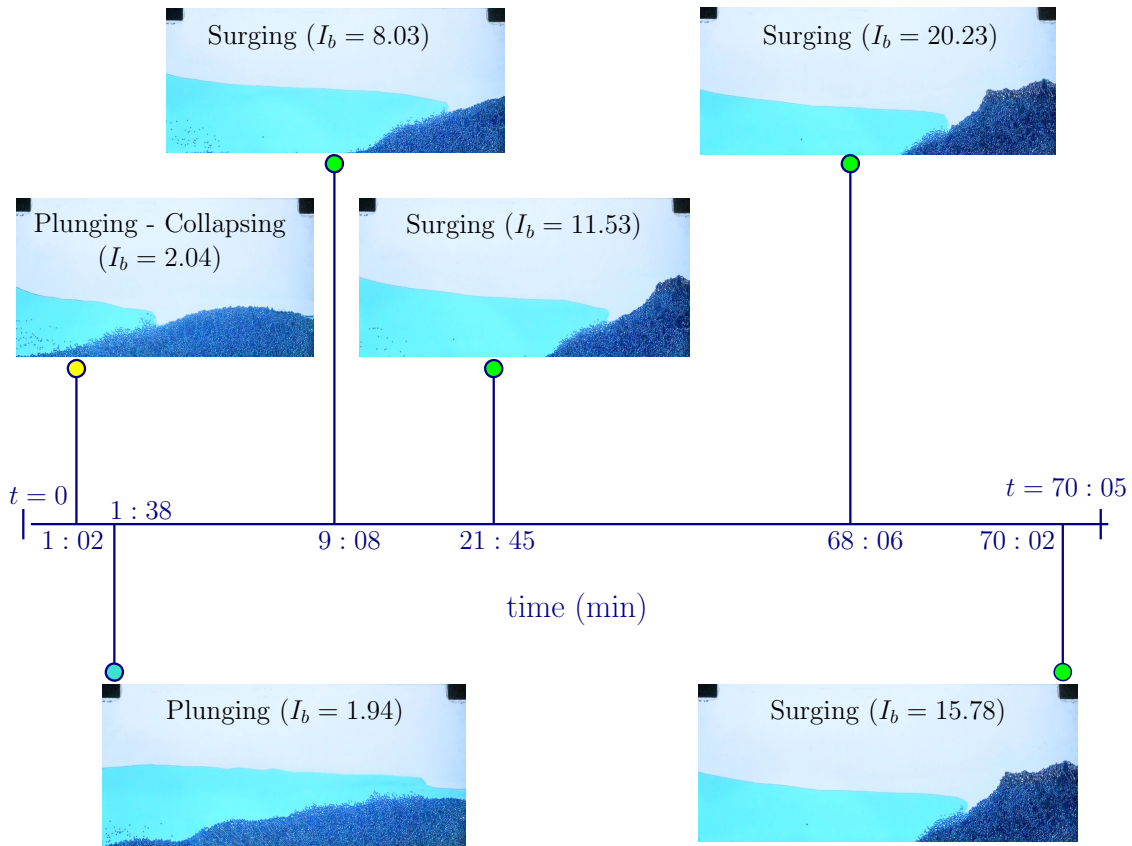 Surging (I_b = 8.03)
Surging (I_b = 20.23)
Plunging - Collapsing
(I_b = 2.04)
Surging (I_b = 11.53)
t = 0
1 : 38
t = 70 : 05
1 : 02
9 : 08
21 : 45
68 : 06
70 : 02
time (min)
Plunging (I_b = 1.94)
Surging (I_b = 15.78)